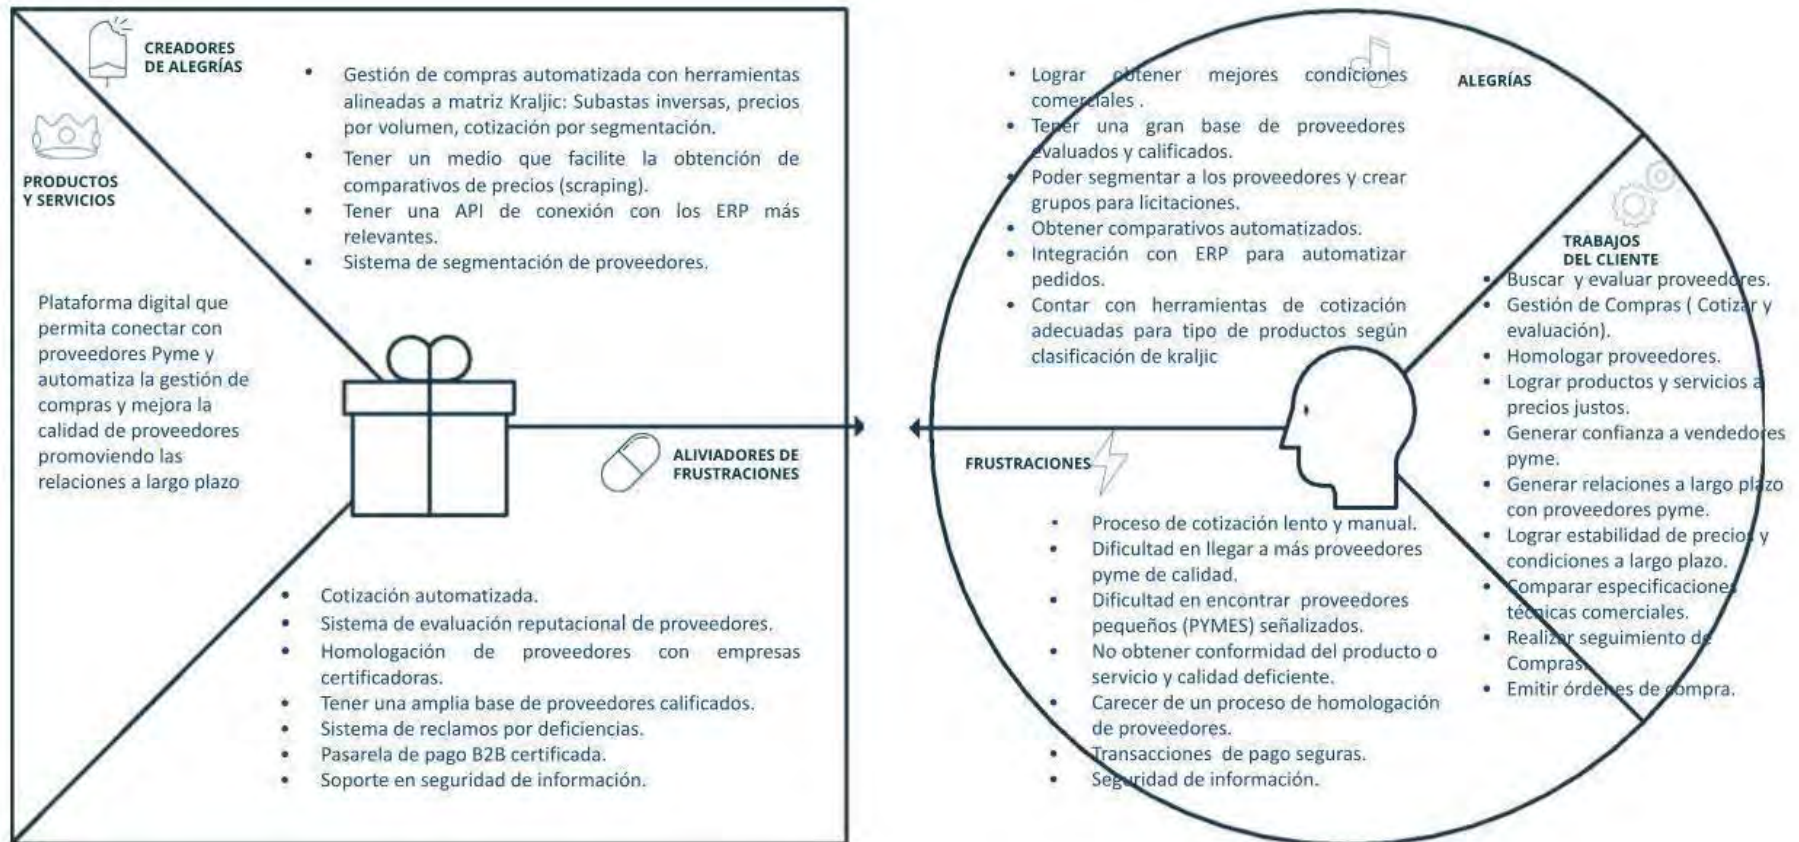 CREADORES
DE ALEGRÍAS
• Gestión de compras automatizada con herramientas
alineadas a matriz Kraljic: Subastas inversas, precios
por volumen, cotización por segmentación.
• Tener un medio que facilite la obtención de
comparativos de precios (scraping).
• Tener una API de conexión con los ERP más
relevantes.
• Sistema de segmentación de proveedores.
PRODUCTOS
Y SERVICIOS
Plataforma digital que
permita conectar con
proveedores Pyme y
automatiza la gestión de
compras y mejora la
calidad de proveedores
promoviendo las
relaciones a largo plazo
ALIVIADORES DE
FRUSTRACIONES
• Cotización automatizada.
• Sistema de evaluación reputacional de proveedores.
• Homologación de proveedores con empresas
certificadoras.
• Tener una amplia base de proveedores calificados.
• Sistema de reclamos por deficiencias.
• Pasarela de pago B2B certificada.
• Soporte en seguridad de información.
ALEGRÍAS
• Lograr obtener mejores condiciones
comerciales .
• Tener una gran base de proveedores
evaluados y calificados.
• Poder segmentar a los proveedores y crear
grupos para licitaciones.
• Obtener comparativos automatizados.
• Integración con ERP para automatizar
pedidos.
• Contar con herramientas de cotización
adecuadas para tipo de productos según
clasificación de kraljic
FRUSTRACIONES
• Proceso de cotización lento y manual.
• Dificultad en llegar a más proveedores
pyme de calidad.
• Dificultad en encontrar proveedores
pequeños (PYMES) señalizados.
• No obtener conformidad del producto o
servicio y calidad deficiente.
• Carecer de un proceso de homologación
de proveedores.
• Transacciones de pago seguras.
• Seguridad de información.
TRABAJOS
DEL CLIENTE
• Buscar y evaluar proveedores.
• Gestión de Compras ( Cotizar y
evaluación).
• Homologar proveedores.
• Lograr productos y servicios a
precios justos.
• Generar confianza a vendedores
pyme.
• Generar relaciones a largo plazo
con proveedores pyme.
• Lograr estabilidad de precios y
condiciones a largo plazo.
• Comparar especificaciones
técnicas comerciales.
• Realizar seguimiento de
Compras.
• Emitir órdenes de compra.